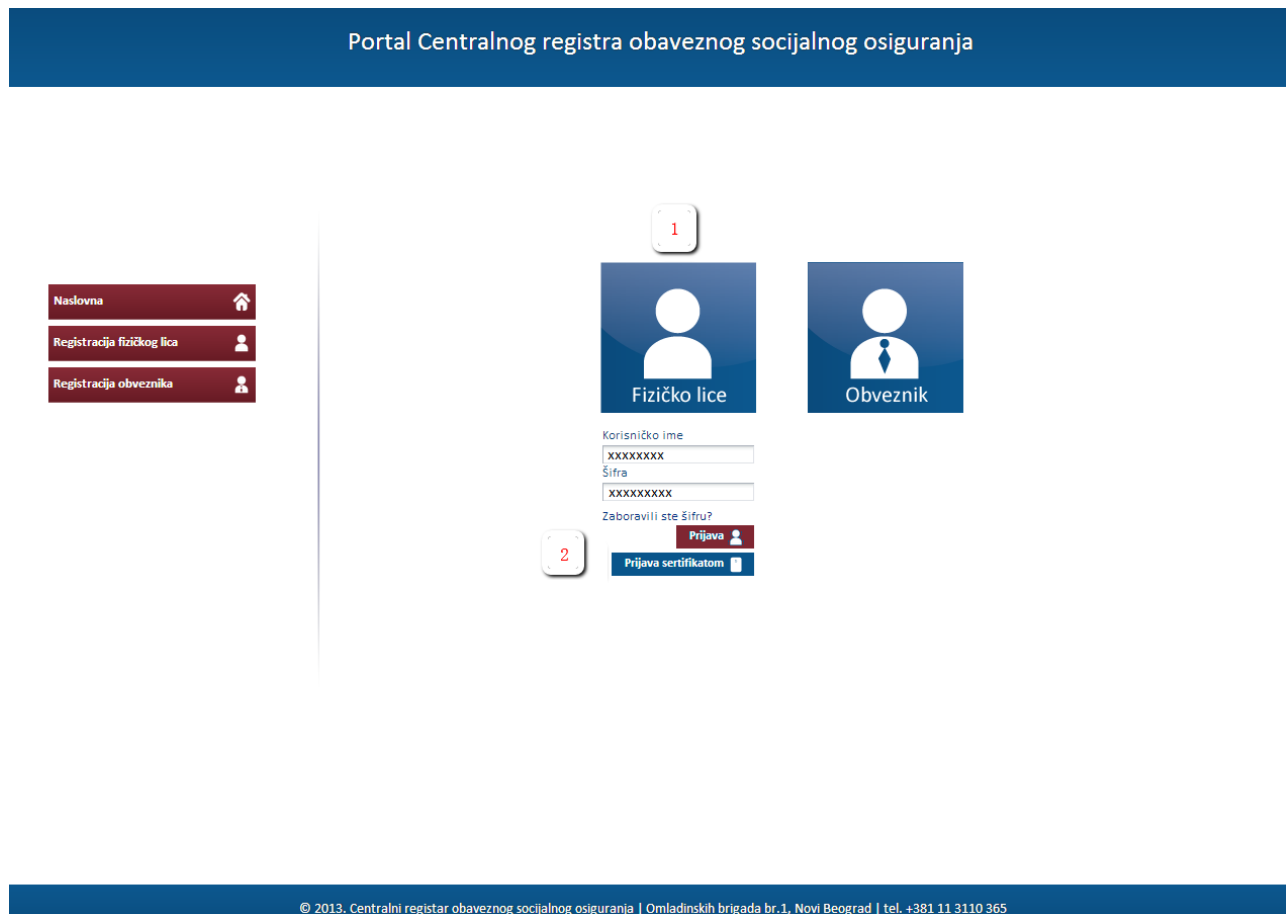 Portal Centralnog registra obaveznog socijalnog osiguranja
Naslovna
Registracija fizičkog lica
Registracija obveznika
1
Fizičko lice
Obveznik
Korisničko ime
xxxxxxxx
Šifra
xxxxxxxxx
Zaboravili ste šifru?
Prijava
2
Prijava sertifikatom
© 2013. Centralni registar obaveznog socijalnog osiguranja | Omladinskih brigada br.1, Novi Beograd | tel. +381 11 3110 365